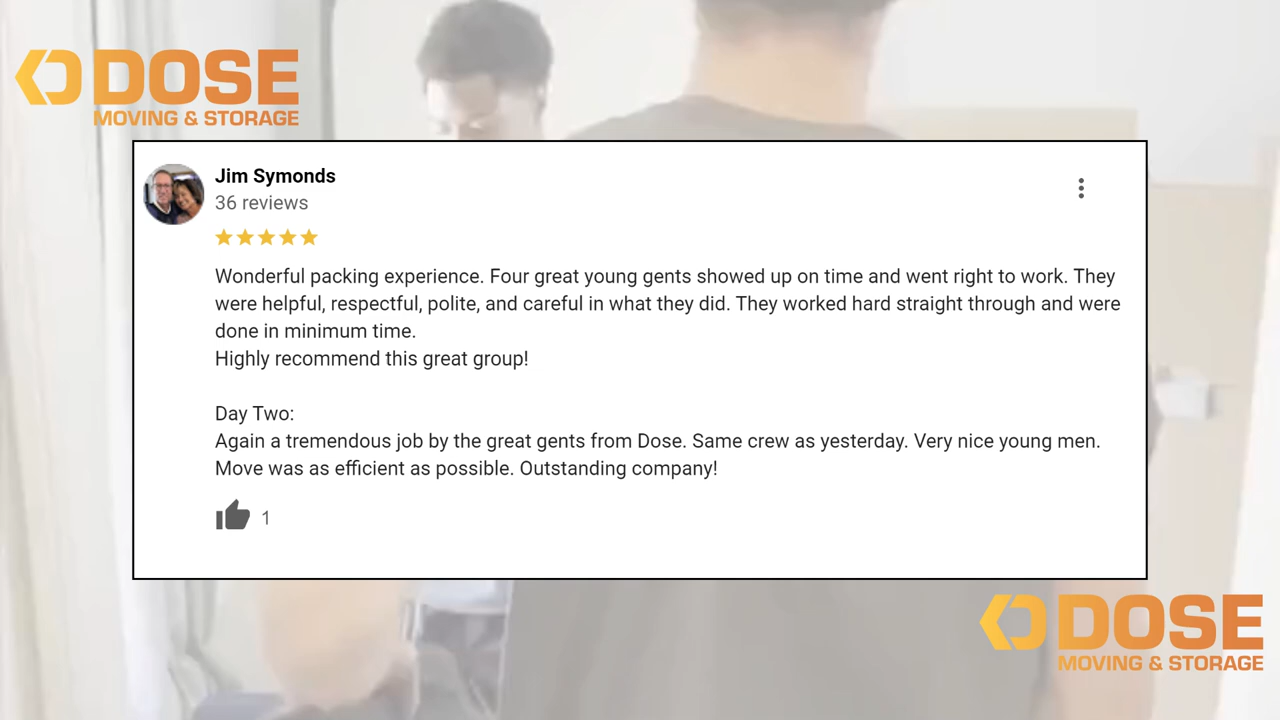 DOSE
MOVING & STORAGE
Jim Symonds
36 reviews
Wonderful packing experience. Four great young gents showed up on time and went right to work. They
were helpful, respectful, polite, and careful in what they did. They worked hard straight through and were
done in minimum time.
Highly recommend this great group!
Day Two:
Again a tremendous job by the great gents from Dose. Same crew as yesterday. Very nice young men.
Move was as efficient as possible. Outstanding company!
1
DOSE
MOVING & STORAGE